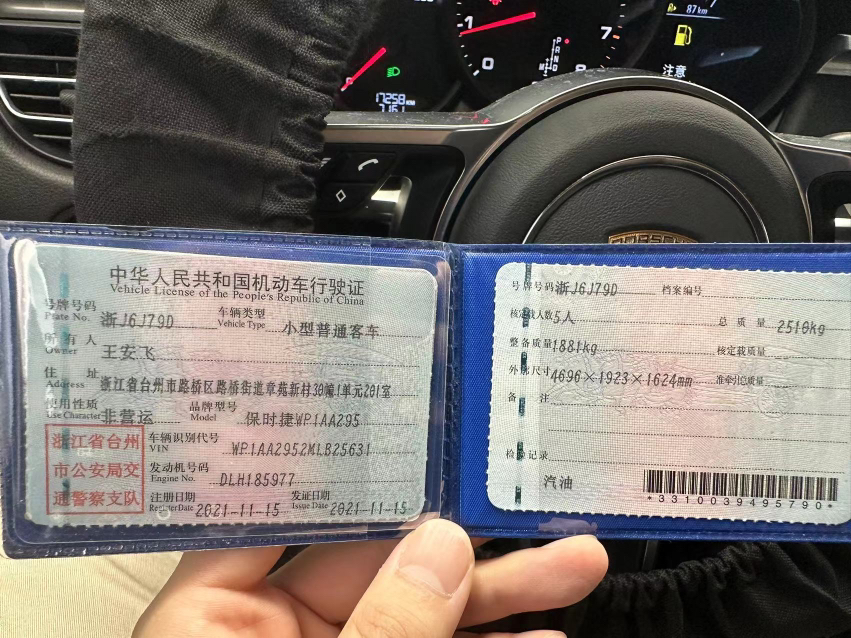 87km
-1
7
0
8
P
R
N
D
M
注意
17258
716.1
PORSCHE
中华人民共和国机动车行驶证
Vehicle License of the People's Republic of China
号牌号码
Plate No.
浙J6J79D
车辆类型
Vehicle Type
小型普通客车
所有人
Owner
王安飞
住址
Address
浙江省台州市路桥区路桥街道章苑新村30幢1单元201室
使用性质
Use Character
非营运
品牌型号
Model
保时捷WP1AA295
浙江省台州
市公安局交
通警察支队
车辆识别代号
VIN
WP1AA2952MLB25631
发动机号码
Engine No.
DLH185977
注册日期
Register Date
2021-11-15
发证日期
Issue Date
2021-11-15
号牌号码
浙J6J79D
档案编号
核定载人数
5人
总质量
2510kg
整备质量
1881kg
核定载质量
外廓尺寸
4696×1923×1624mm
准牵引总质量
备注
检验记录
汽油
*3310039495790*